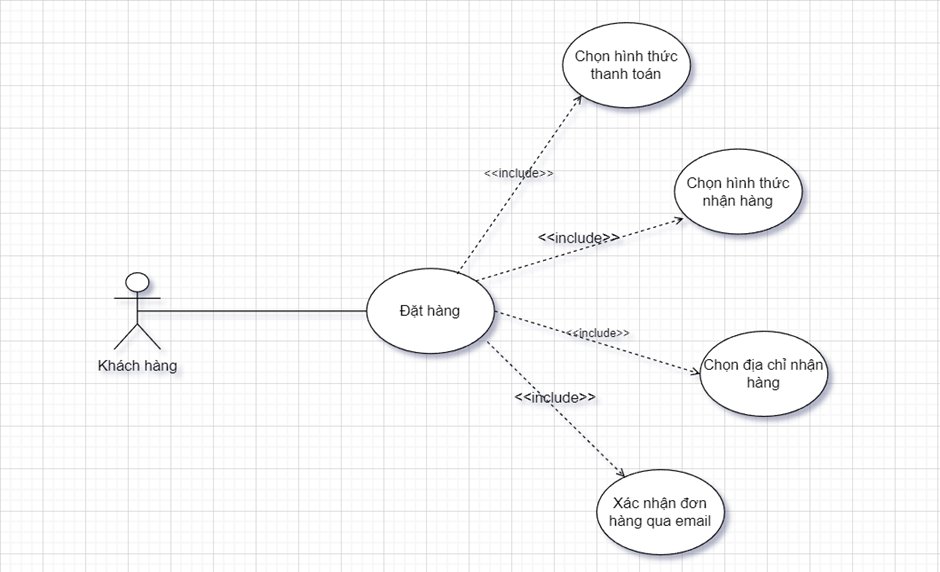 Chọn hình thức
thanh toán
<<include>>
Chọn hình thức
nhận hàng
<<include>>
Đặt hàng
<<include>>
Khách hàng
Chọn địa chỉ nhận
hàng
<<include>>
Xác nhận đơn
hàng qua email